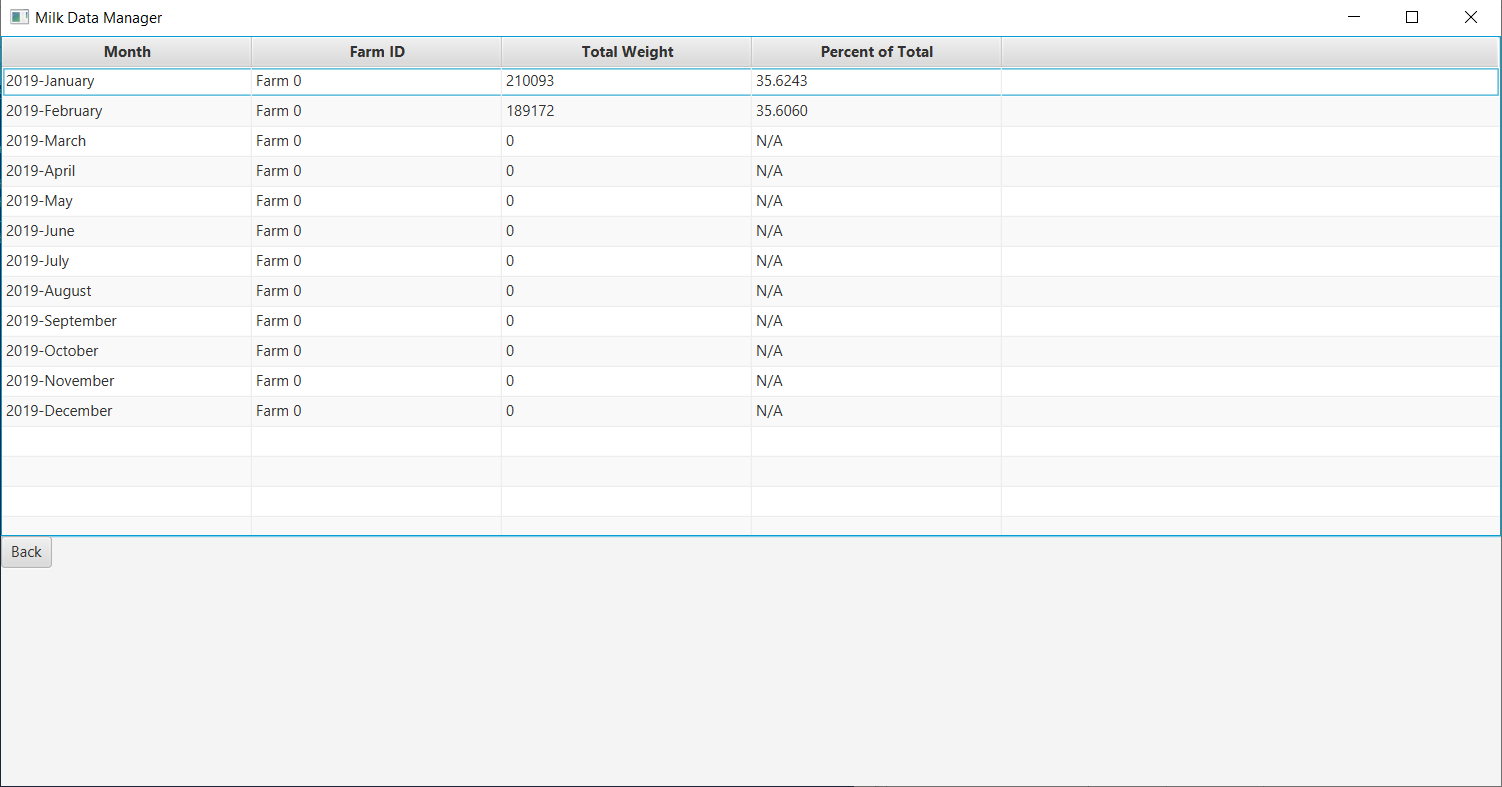 Milk Data Manager
Month Farm ID Total Weight Percent of Total
2019-January Farm 0 210093 35.6243
2019-February Farm 0 189172 35.6060
2019-March Farm 0 0 N/A
2019-April Farm 0 0 N/A
2019-May Farm 0 0 N/A
2019-June Farm 0 0 N/A
2019-July Farm 0 0 N/A
2019-August Farm 0 0 N/A
2019-September Farm 0 0 N/A
2019-October Farm 0 0 N/A
2019-November Farm 0 0 N/A
2019-December Farm 0 0 N/A
Back